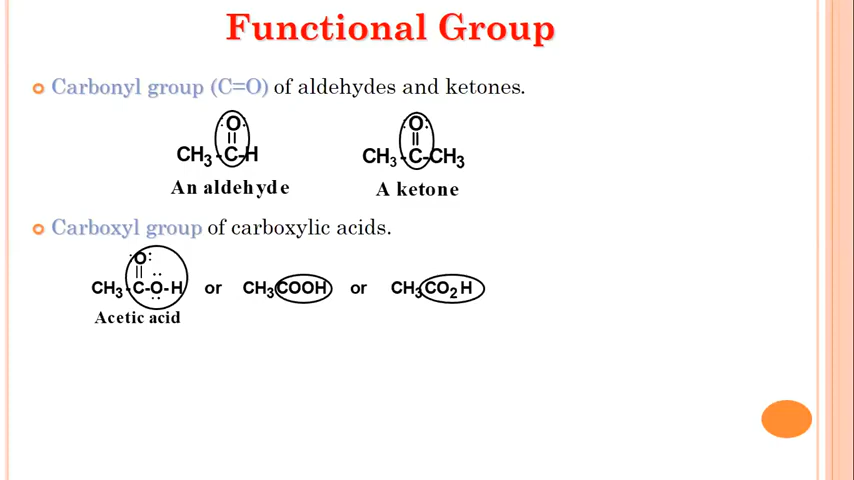 Functional Group
Carbonyl group (C=O) of aldehydes and ketones.
O O
CH3-C-H CH3-C-CH3
An aldehyde A ketone
Carboxyl group of carboxylic acids.
O
CH3-C-O-H or CH3COOH or CH3CO2H
Acetic acid